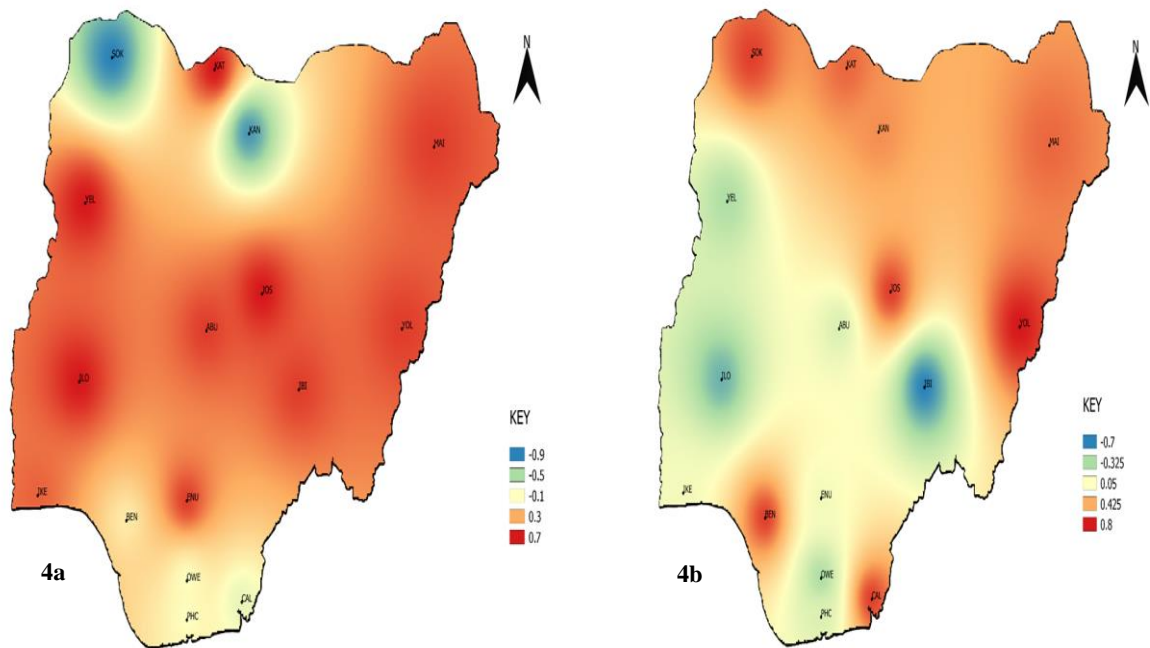 N
SOK
KAT
KAN
MAI
YEL
JOS
ABU
YOL
ILO
IBI
KEY
-0.9
-0.5
-0.1
0.3
0.7
IKE
ENU
BEN
4a
OWE
CAL
PHC
N
SOK
KAT
KAN
MAI
YEL
JOS
ABU
YOL
ILO
IBI
KEY
-0.7
-0.325
0.05
0.425
0.8
IKE
ENU
BEN
4b
OWE
CAL
PHC